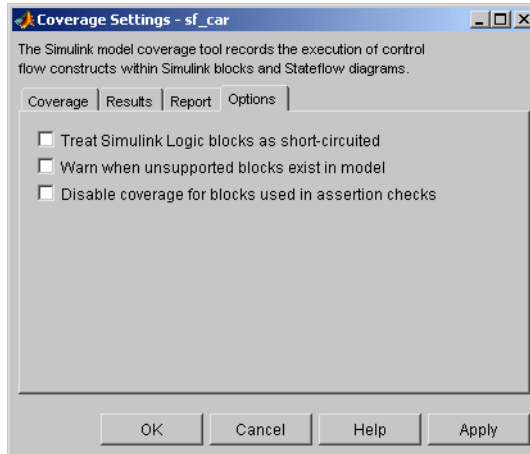 Coverage Settings - sf_car
The Simulink model coverage tool records the execution of control
flow constructs within Simulink blocks and Stateflow diagrams.
Coverage Results Report Options
Treat Simulink Logic blocks as short-circuited
Warn when unsupported blocks exist in model
Disable coverage for blocks used in assertion checks
OK Cancel Help Apply